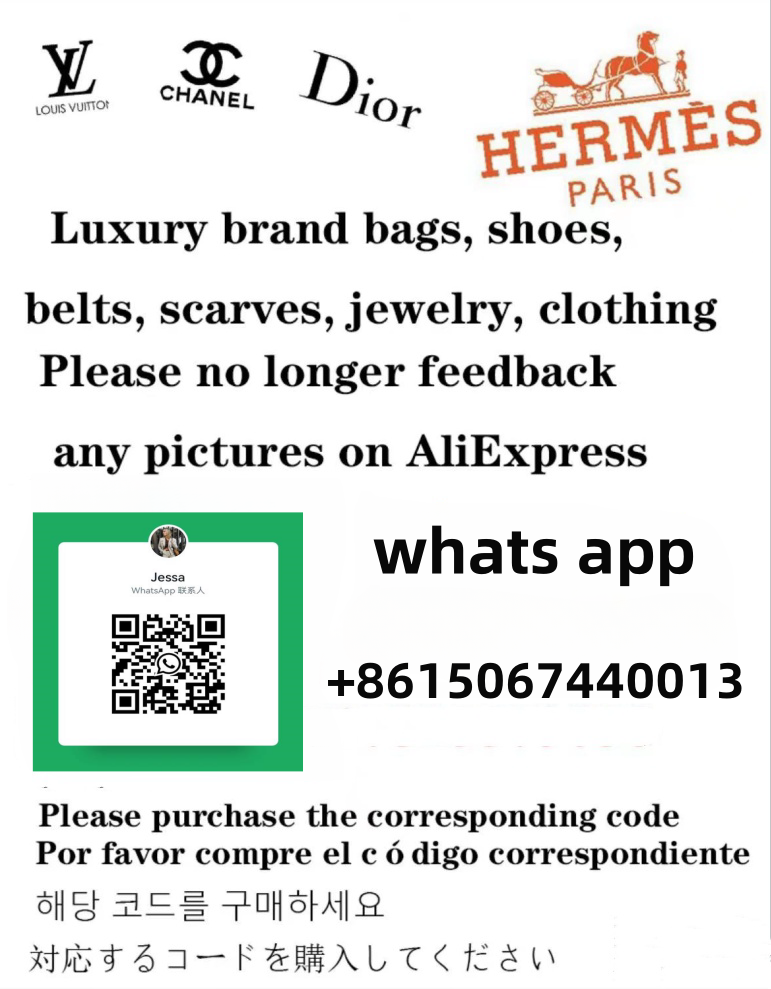 LOUIS VUITTON
CHANEL
Dior
HERMÈS
PARIS
Luxury brand bags, shoes,
belts, scarves, jewelry, clothing
Please no longer feedback
any pictures on AliExpress
Jessa
WhatsApp 联系人
whats app
+8615067440013
Please purchase the corresponding code
Por favor compre el c ó digo correspondiente
해당 코드를 구매하세요
対応するコードを購入してください